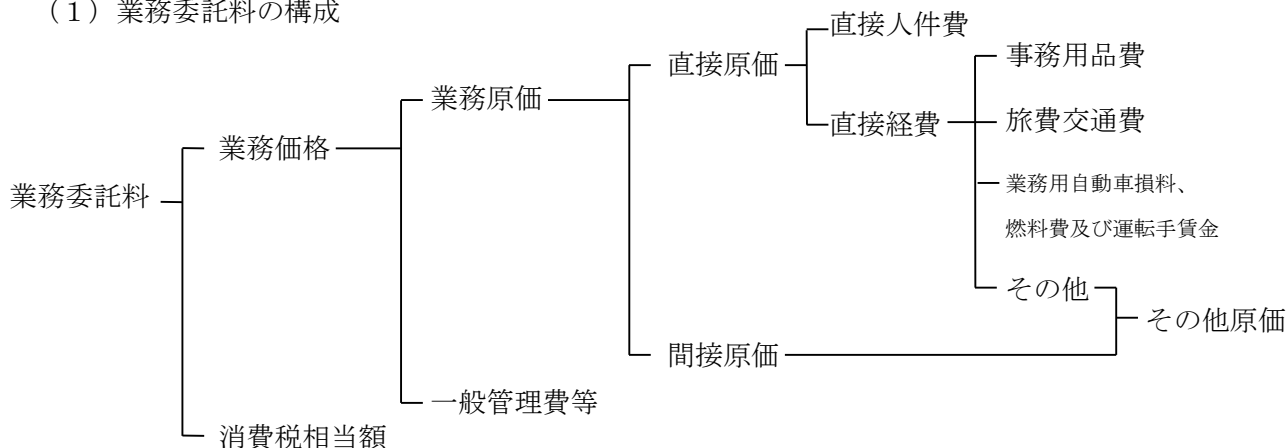 （１）業務委託料の構成
直接人件費
直接原価
事務用品費
業務原価
直接経費
旅費交通費
業務価格
業務委託料
業務用自動車損料、
燃料費及び運転手賃金
その他
その他原価
間接原価
一般管理費等
消費税相当額